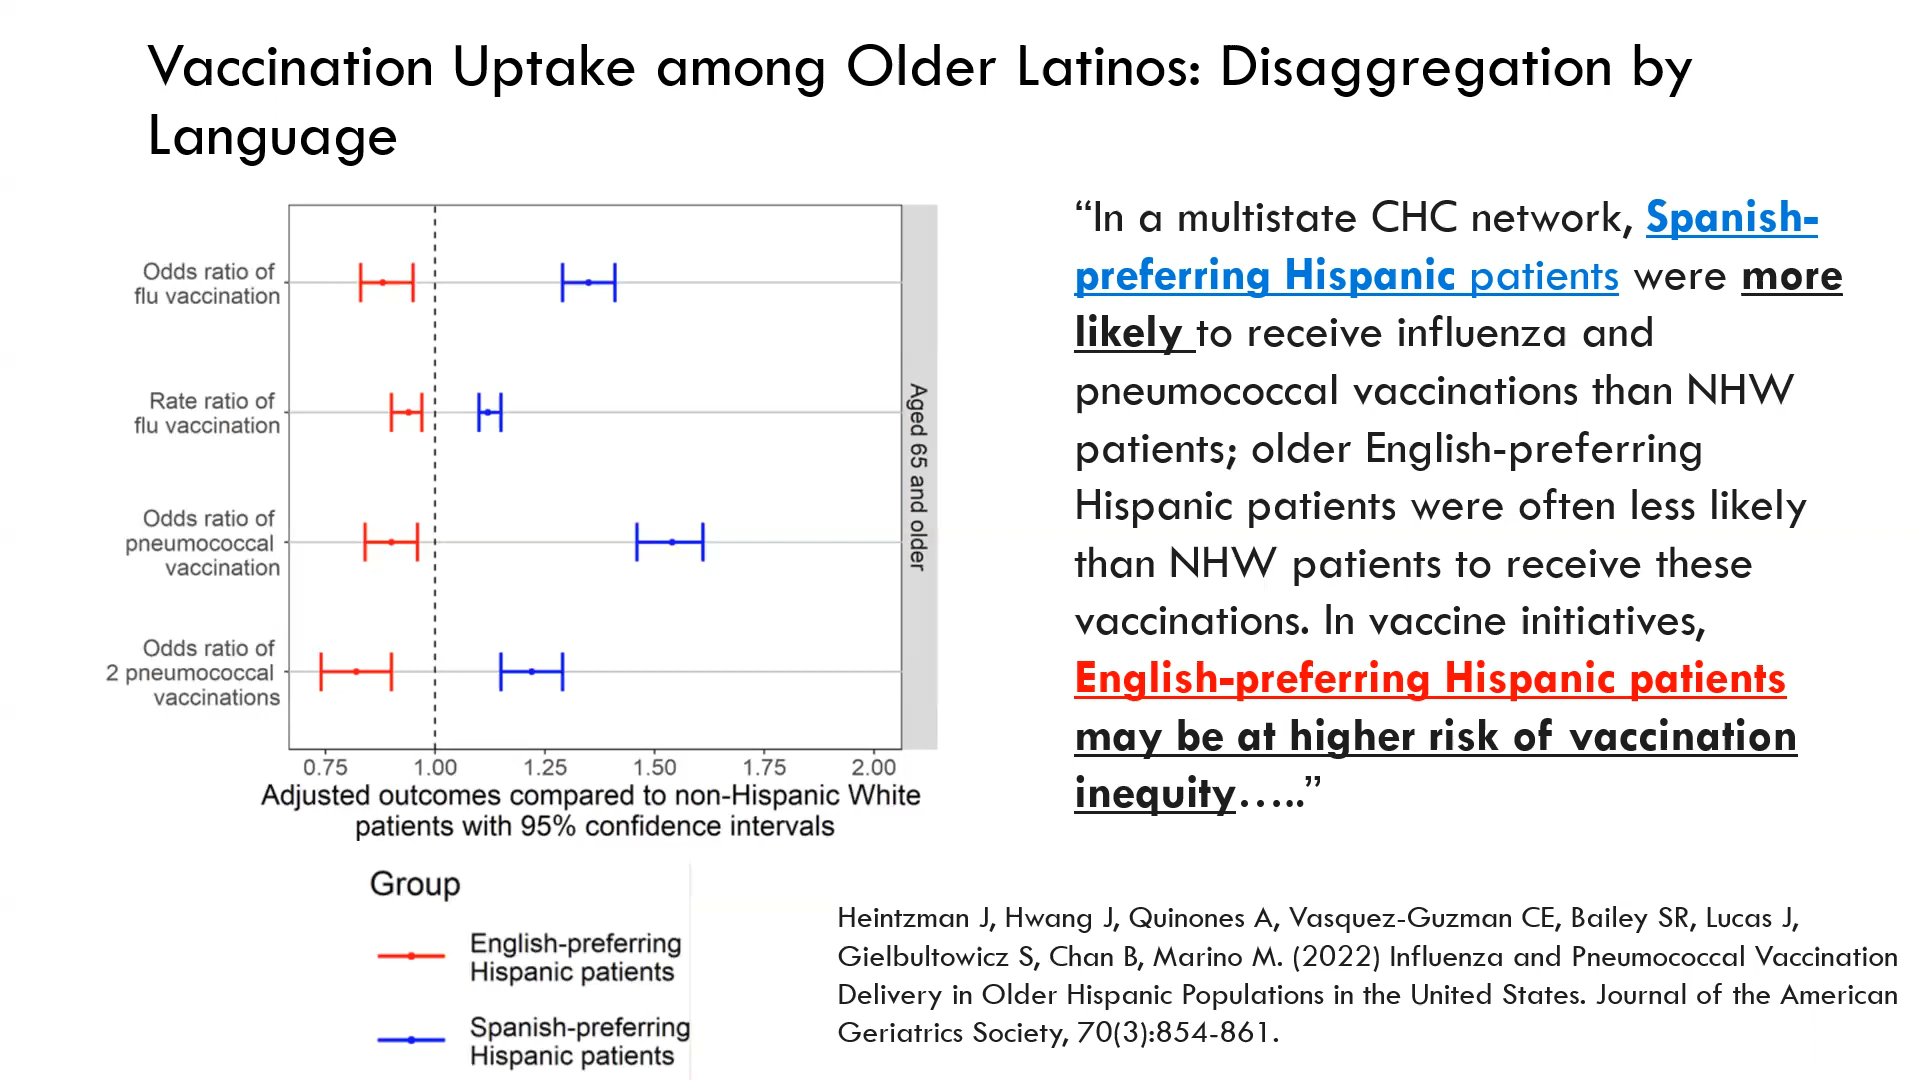 Vaccination Uptake among Older Latinos: Disaggregation by
Language
Odds ratio of
flu vaccination
Rate ratio of
flu vaccination
Odds ratio of
pneumococcal
vaccination
Odds ratio of
2 pneumococcal
vaccinations
Aged 65 and older
0.75 1.00 1.25 1.50 1.75 2.00
Adjusted outcomes compared to non-Hispanic White
patients with 95% confidence intervals
Group
English-preferring
Hispanic patients
Spanish-preferring
Hispanic patients
“In a multistate CHC network, Spanish-
preferring Hispanic patients were more
likely to receive influenza and
pneumococcal vaccinations than NHW
patients; older English-preferring
Hispanic patients were often less likely
than NHW patients to receive these
vaccinations. In vaccine initiatives,
English-preferring Hispanic patients
may be at higher risk of vaccination
inequity…..”
Heintzman J, Hwang J, Quinones A, Vasquez-Guzman CE, Bailey SR, Lucas J,
Gielbultowicz S, Chan B, Marino M. (2022) Influenza and Pneumococcal Vaccination
Delivery in Older Hispanic Populations in the United States. Journal of the American
Geriatrics Society, 70(3):854-861.